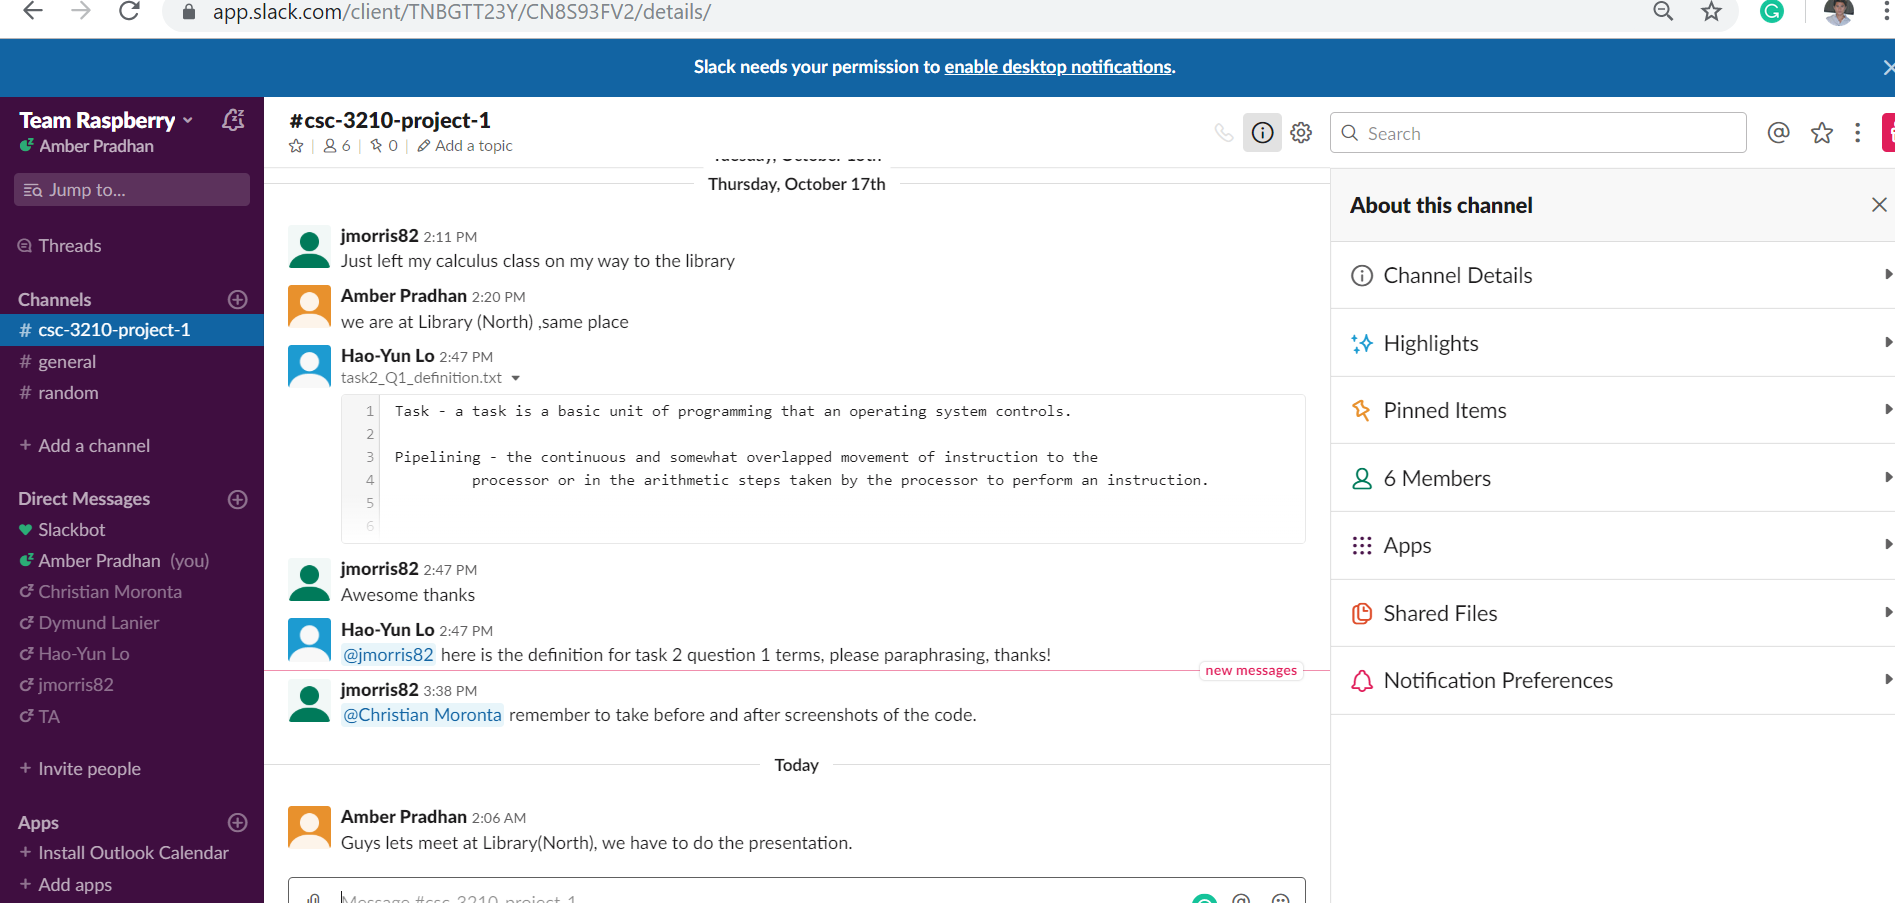 app.slack.com/client/TNBGTT23Y/CN8S93FV2/details/
Slack needs your permission to enable desktop notifications.
Team Raspberry
Amber Pradhan
Jump to...
Threads
Channels
# csc-3210-project-1
# general
# random
+ Add a channel
Direct Messages
Slackbot
Amber Pradhan (you)
Christian Moronta
Dymund Lanier
Hao-Yun Lo
jmorris82
TA
+ Invite people
Apps
+ Install Outlook Calendar
+ Add apps
#csc-3210-project-1
6 | 0 | Add a topic
Search
Thursday, October 17th
jmorris82 2:11 PM
Just left my calculus class on my way to the library
Amber Pradhan 2:20 PM
we are at Library (North) ,same place
Hao-Yun Lo 2:47 PM
task2_Q1_definition.txt
1 Task - a task is a basic unit of programming that an operating system controls.
2
3 Pipelining - the continuous and somewhat overlapped movement of instruction to the
4 processor or in the arithmetic steps taken by the processor to perform an instruction.
5
6
jmorris82 2:47 PM
Awesome thanks
Hao-Yun Lo 2:47 PM
@jmorris82 here is the definition for task 2 question 1 terms, please paraphrasing, thanks!
new messages
jmorris82 3:38 PM
@Christian Moronta remember to take before and after screenshots of the code.
Today
Amber Pradhan 2:06 AM
Guys lets meet at Library(North), we have to do the presentation.
Message #csc-3210-project-1
About this channel
Channel Details
Highlights
Pinned Items
6 Members
Apps
Shared Files
Notification Preferences